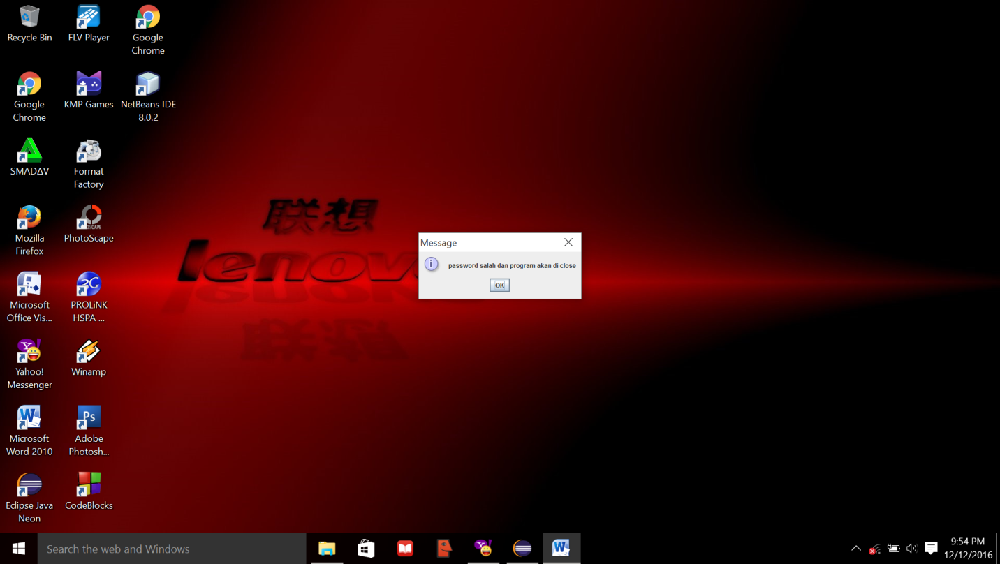 Recycle Bin
FLV Player
Google
Chrome
Google
Chrome
KMP Games
NetBeans IDE
8.0.2
SMADΔV
Format
Factory
Mozilla
Firefox
PhotoScape
联想
lenov
Message
password salah dan program akan di close
OK
Microsoft
Office Vis...
3G
PROLiNK
HSPA ...
Yahoo!
Messenger
Winamp
Microsoft
Word 2010
Ps
Adobe
Photosh...
Eclipse Java
Neon
CodeBlocks
Search the web and Windows
9:54 PM
12/12/2016